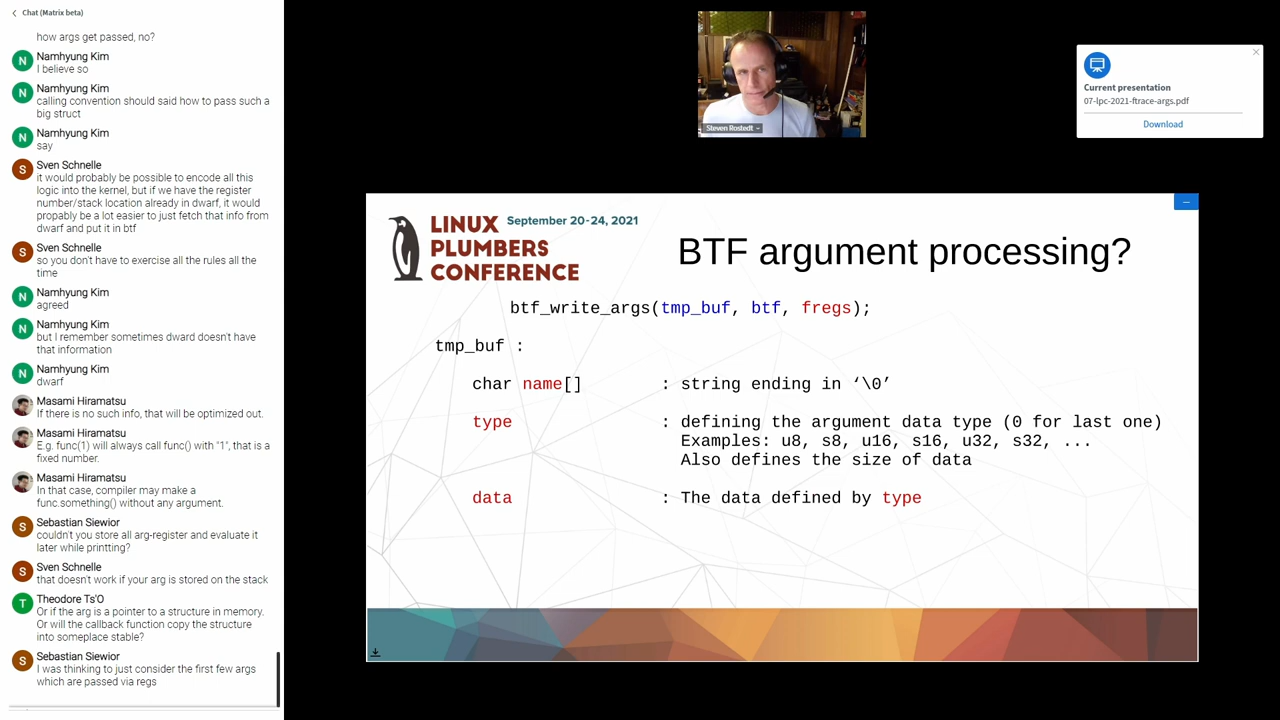 Chat (Matrix beta)
how args get passed, no?
N
Namhyung Kim
I believe so
N
Namhyung Kim
calling convention should said how to pass such a
big struct
N
Namhyung Kim
say
S
Sven Schnelle
it would probably be possible to encode all this
logic into the kernel, but if we have the register
number/stack location already in dwarf, it would
propably be a lot easier to just fetch that info from
dwarf and put it in btf
S
Sven Schnelle
so you don't have to exercise all the rules all the
time
N
Namhyung Kim
agreed
N
Namhyung Kim
but I remember sometimes dward doesn't have
that information
N
Namhyung Kim
dwarf
Masami Hiramatsu
If there is no such info, that will be optimized out.
Masami Hiramatsu
E.g. func(1) will always call func() with "1", that is a
fixed number.
Masami Hiramatsu
In that case, compiler may make a
func.something() without any argument.
S
Sebastian Siewior
couldn't you store all arg-register and evaluate it
later while printting?
S
Sven Schnelle
that doesn't work if your arg is stored on the stack
T
Theodore Ts'O
Or if the arg is a pointer to a structure in memory.
Or will the callback function copy the structure
into someplace stable?
S
Sebastian Siewior
I was thinking to just consider the first few args
which are passed via regs
Steven Rostedt
Current presentation
07-lpc-2021-ftrace-args.pdf
Download
LINUX
PLUMBERS
CONFERENCE
September 20-24, 2021
BTF argument processing?
btf_write_args(tmp_buf, btf, fregs);
tmp_buf :
char name[] : string ending in ‘\0’
type : defining the argument data type (0 for last one)
Examples: u8, s8, u16, s16, u32, s32, ...
Also defines the size of data
data : The data defined by type